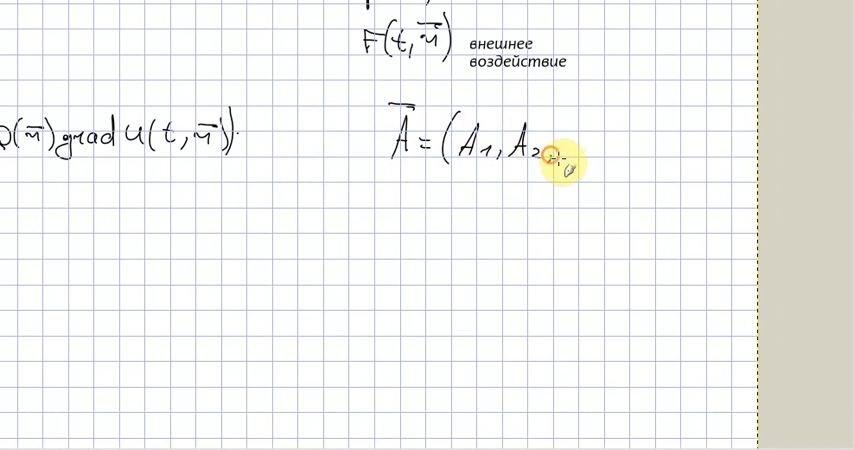 F(t, r̅) внешнее
воздействие
(r̅) grad u(t, r̅))
A̅ = (A₁, A₂